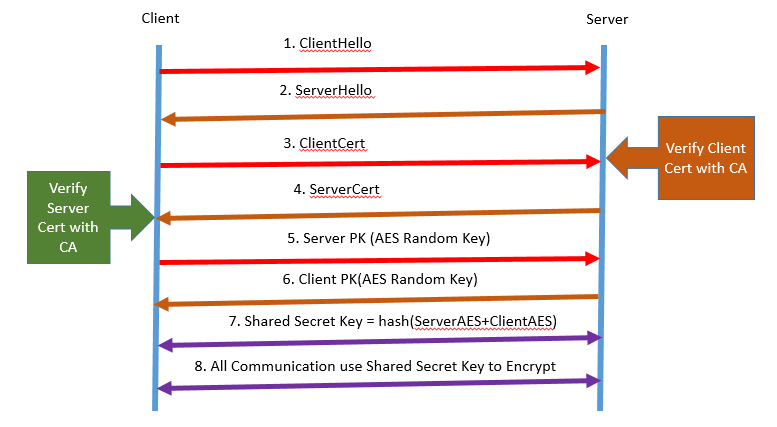 Client
Server
1. ClientHello
2. ServerHello
3. ClientCert
Verify Client
Cert with CA
4. ServerCert
Verify
Server
Cert with
CA
5. Server PK (AES Random Key)
6. Client PK(AES Random Key)
7. Shared Secret Key = hash(ServerAES+ClientAES)
8. All Communication use Shared Secret Key to Encrypt